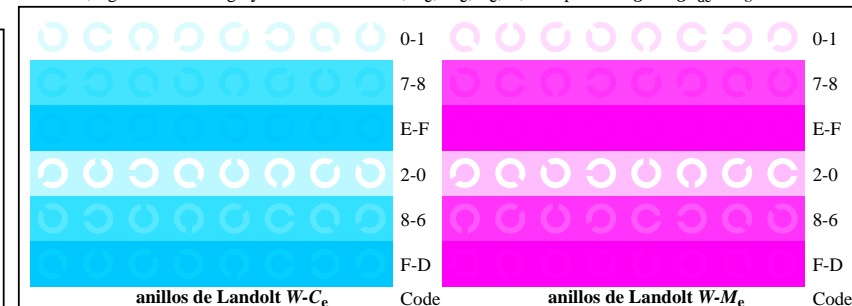 0-1
0-1
7-8
7-8
E-F
E-F
2-0
2-0
8-6
8-6
F-D
F-D
anillos de Landolt W-Ce Code anillos de Landolt W-Me Code